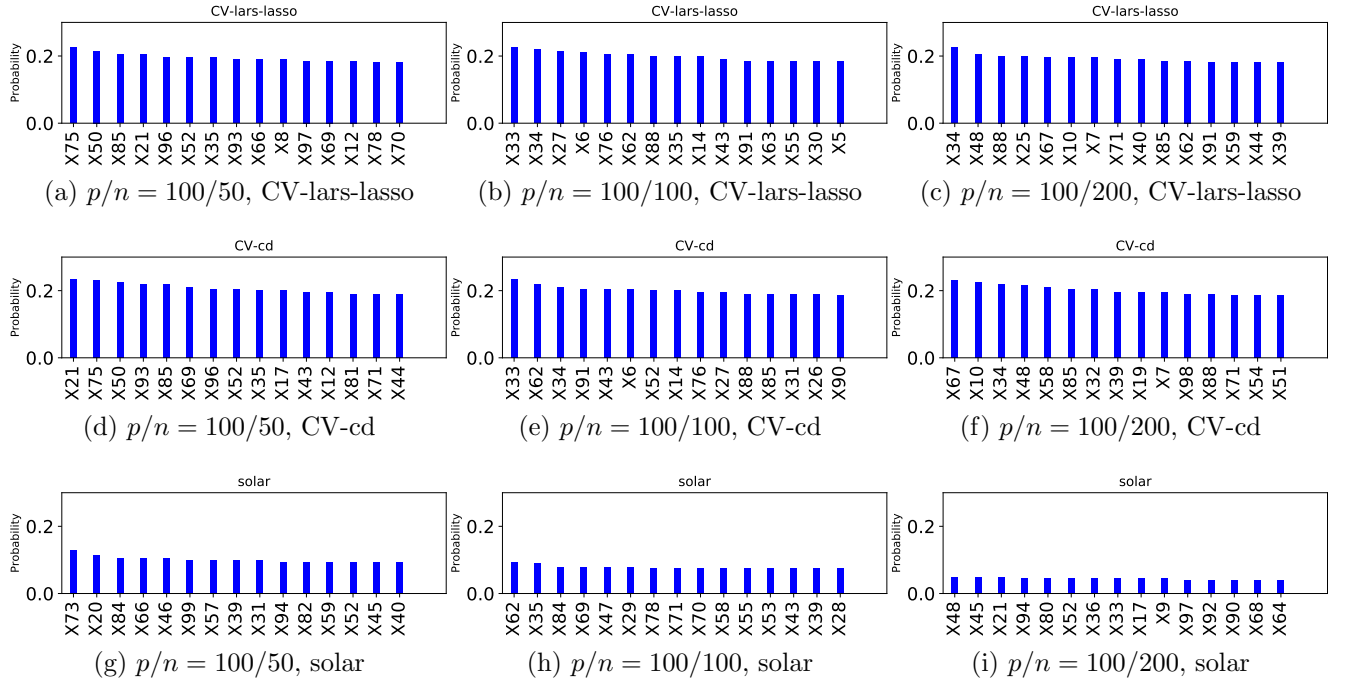 CV-lars-lasso
Probability
0.2
0.0
X75 X50 X85 X21 X96 X52 X35 X93 X66 X8 X97 X69 X12 X78 X70
(a) p/n = 100/50, CV-lars-lasso
CV-lars-lasso
Probability
0.2
0.0
X33 X34 X27 X6 X76 X62 X88 X35 X14 X43 X91 X63 X55 X30 X5
(b) p/n = 100/100, CV-lars-lasso
CV-lars-lasso
Probability
0.2
0.0
X34 X48 X88 X25 X67 X10 X7 X71 X40 X85 X62 X91 X59 X44 X39
(c) p/n = 100/200, CV-lars-lasso
CV-cd
Probability
0.2
0.0
X21 X75 X50 X93 X85 X69 X96 X52 X35 X17 X43 X12 X81 X71 X44
(d) p/n = 100/50, CV-cd
CV-cd
Probability
0.2
0.0
X33 X62 X34 X91 X43 X6 X52 X14 X76 X27 X88 X85 X31 X26 X90
(e) p/n = 100/100, CV-cd
CV-cd
Probability
0.2
0.0
X67 X10 X34 X48 X58 X85 X32 X39 X19 X7 X98 X88 X71 X54 X51
(f) p/n = 100/200, CV-cd
solar
Probability
0.2
0.0
X73 X20 X84 X66 X46 X99 X57 X39 X31 X94 X82 X59 X52 X45 X40
(g) p/n = 100/50, solar
solar
Probability
0.2
0.0
X62 X35 X84 X69 X47 X29 X78 X71 X70 X58 X55 X53 X43 X39 X28
(h) p/n = 100/100, solar
solar
Probability
0.2
0.0
X48 X45 X21 X94 X80 X52 X36 X33 X17 X9 X97 X92 X90 X68 X64
(i) p/n = 100/200, solar